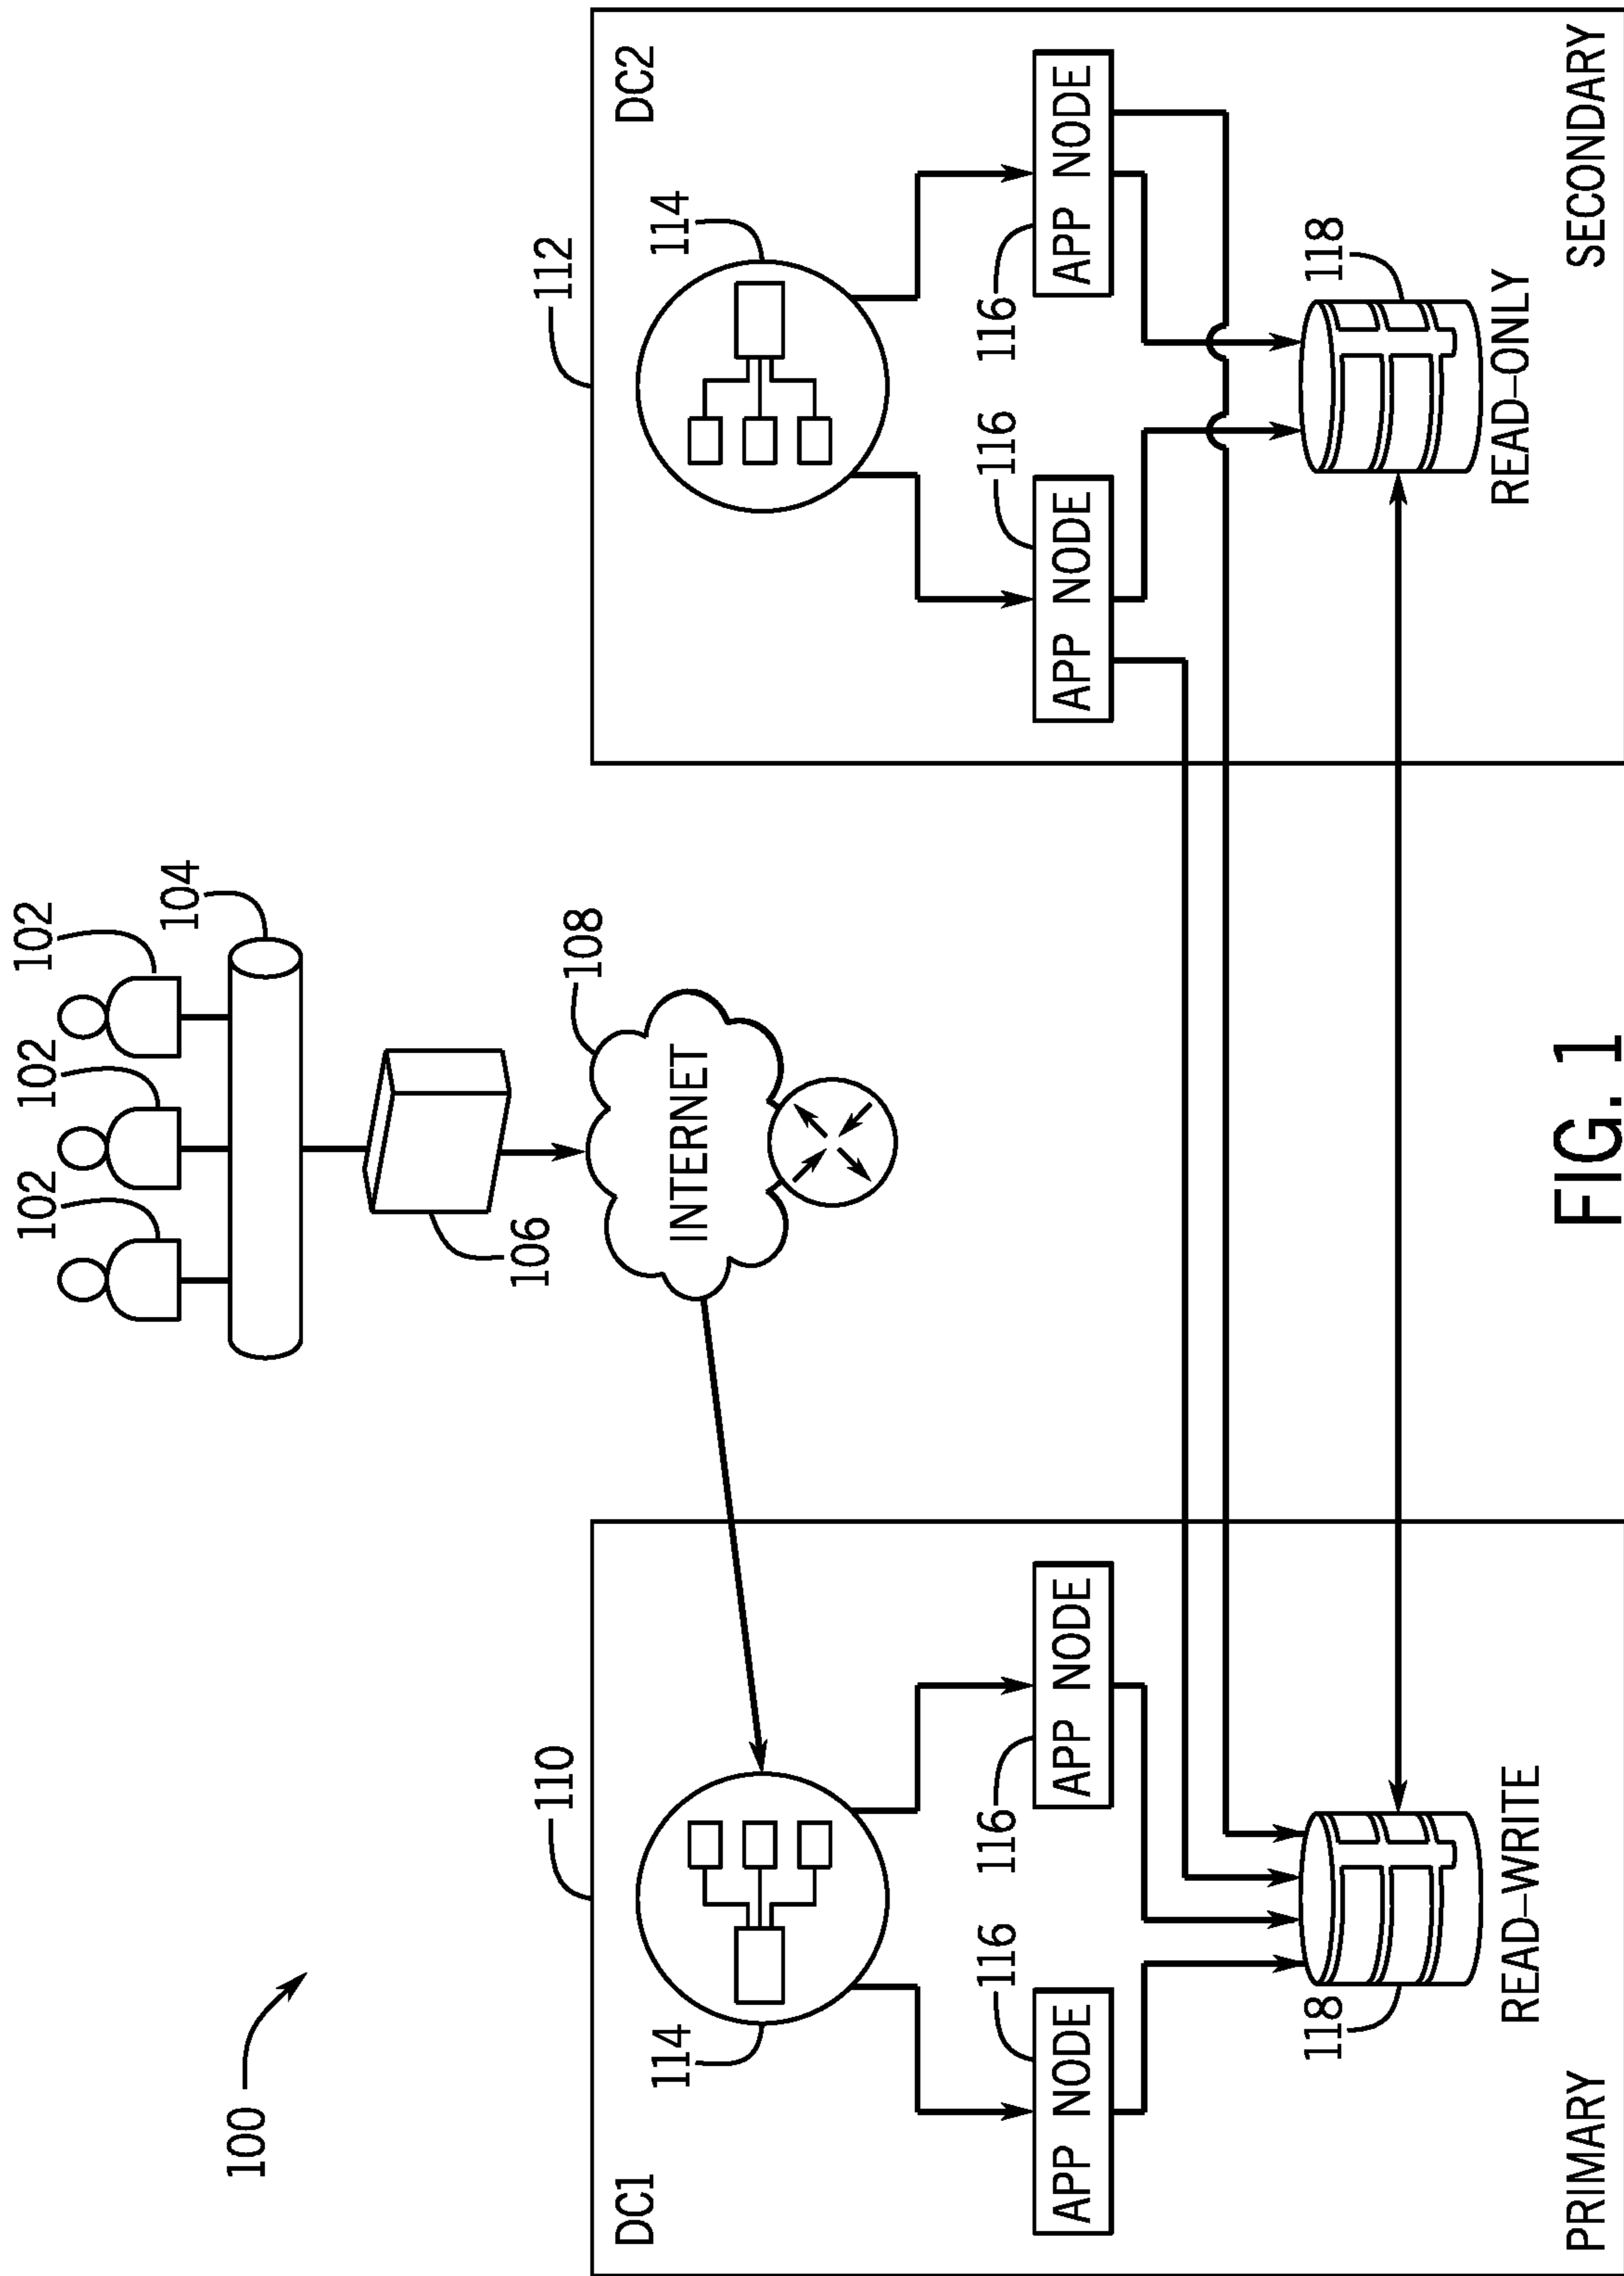 100
102
102
102
104
106
108
INTERNET
110
DC1
114
116
116
APP NODE
APP NODE
118
READ–WRITE
PRIMARY
112
DC2
114
116
116
APP NODE
APP NODE
118
READ–ONLY
SECONDARY
FIG. 1